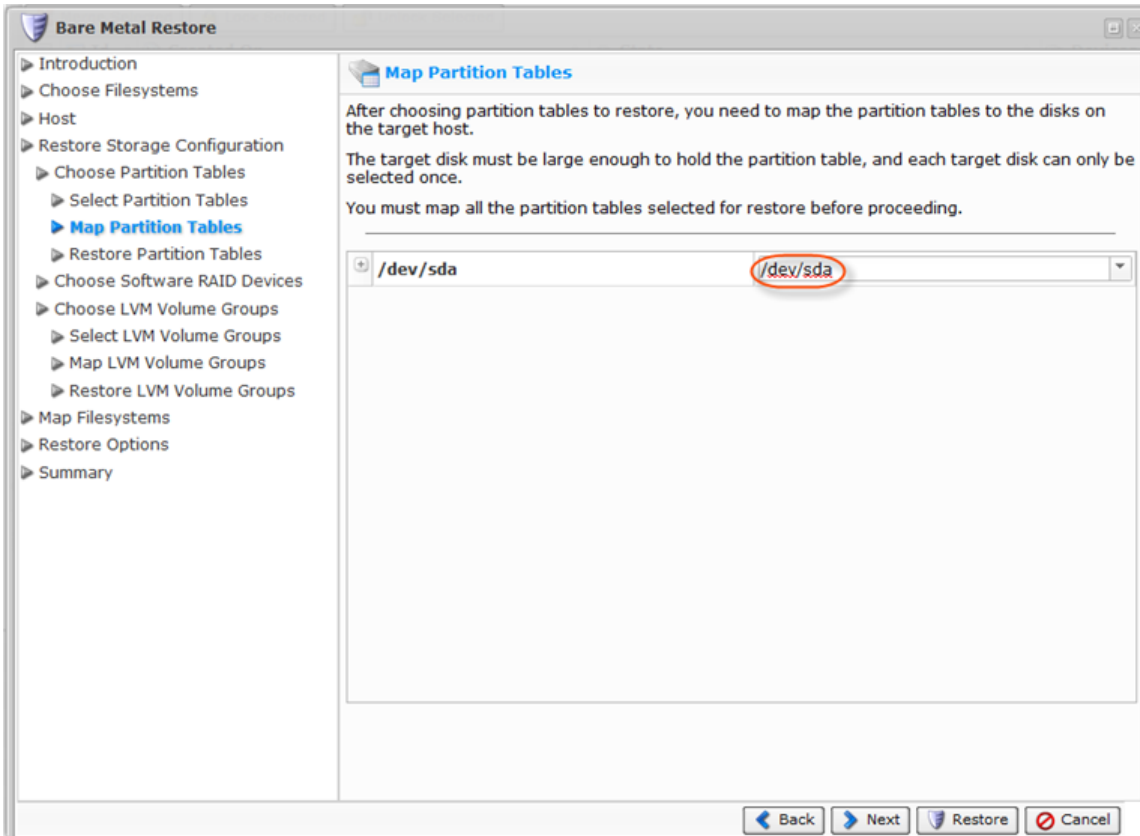 Bare Metal Restore
Introduction
Choose Filesystems
Host
Restore Storage Configuration
Choose Partition Tables
Select Partition Tables
Map Partition Tables
Restore Partition Tables
Choose Software RAID Devices
Choose LVM Volume Groups
Select LVM Volume Groups
Map LVM Volume Groups
Restore LVM Volume Groups
Map Filesystems
Restore Options
Summary
Map Partition Tables
After choosing partition tables to restore, you need to map the partition tables to the disks on
the target host.
The target disk must be large enough to hold the partition table, and each target disk can only be
selected once.
You must map all the partition tables selected for restore before proceeding.
/dev/sda /dev/sda
Back Next Restore Cancel